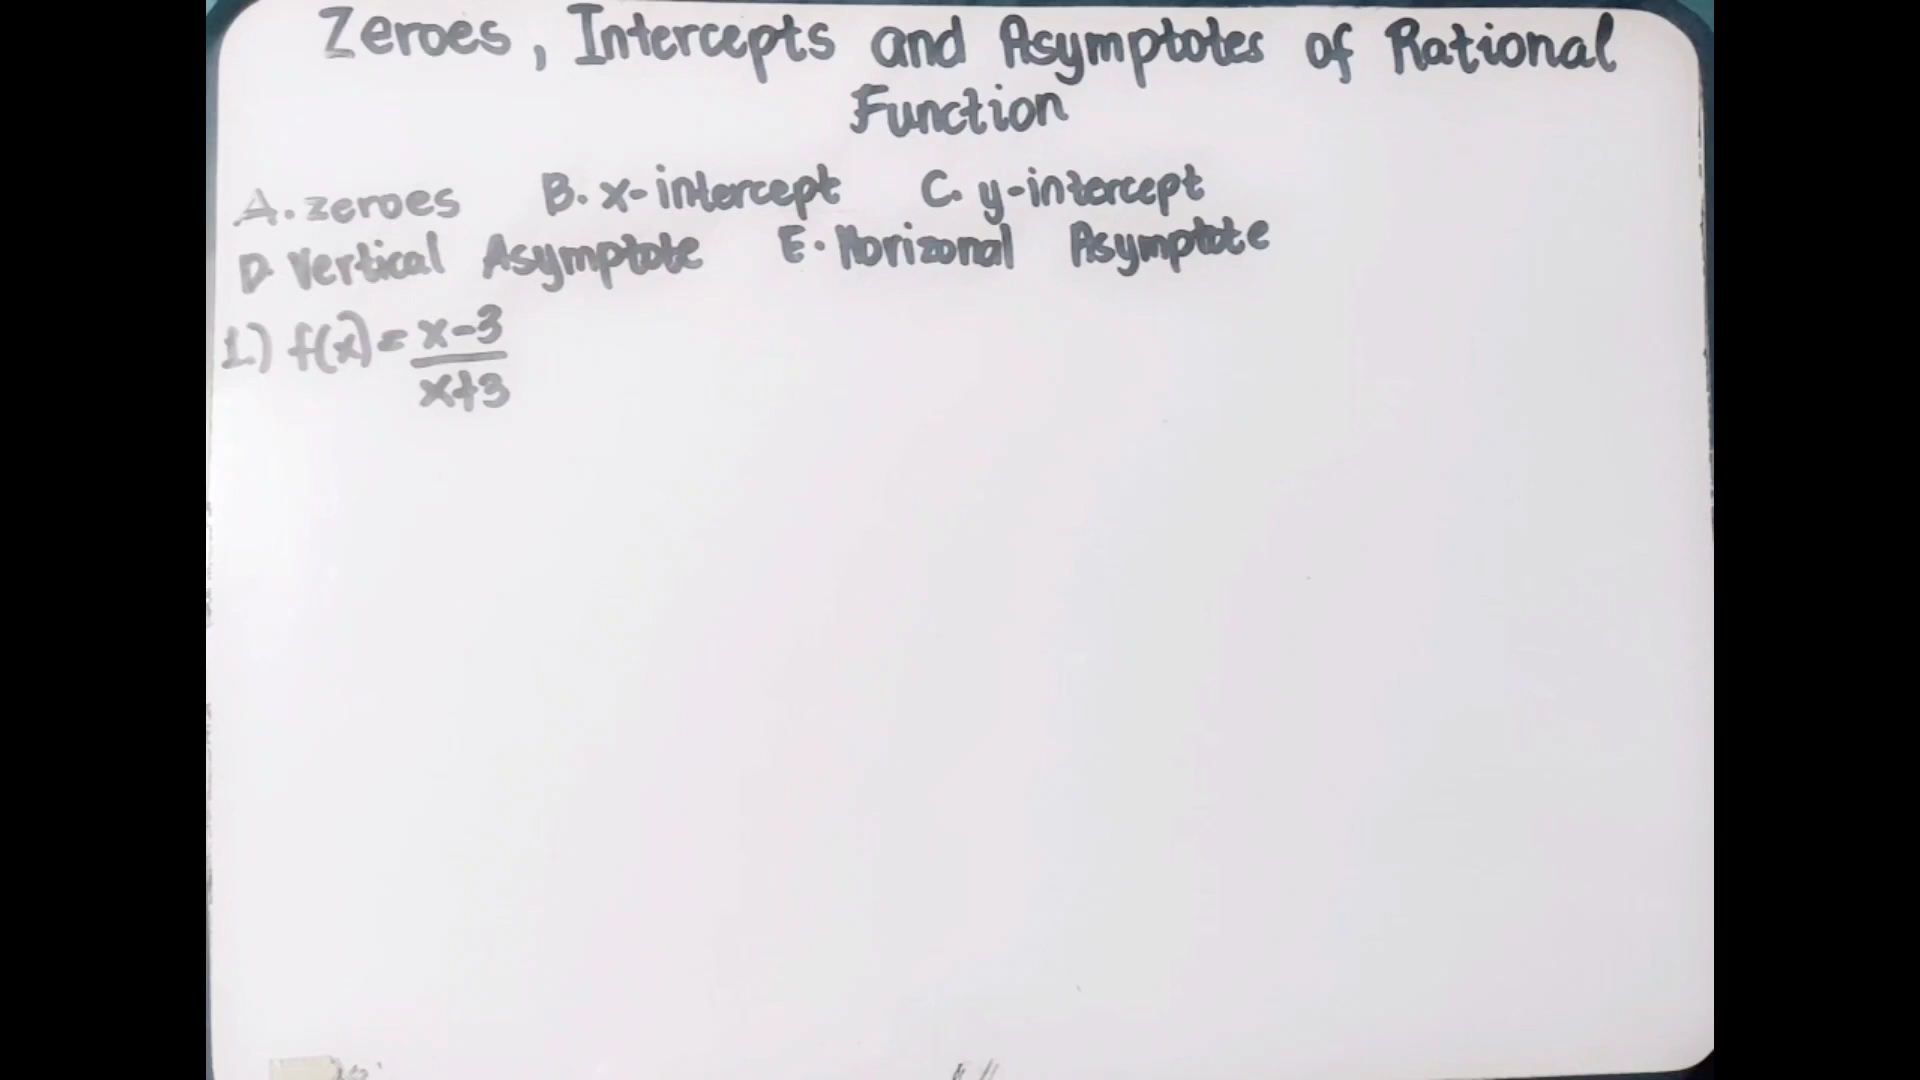 Zeroes, Intercepts and Asymptotes of Rational
Function
A. zeroes B. x-intercept C. y-intercept
D. Vertical Asymptote E. Horizonal Asymptote
1.) f(x) = x-3
x+3